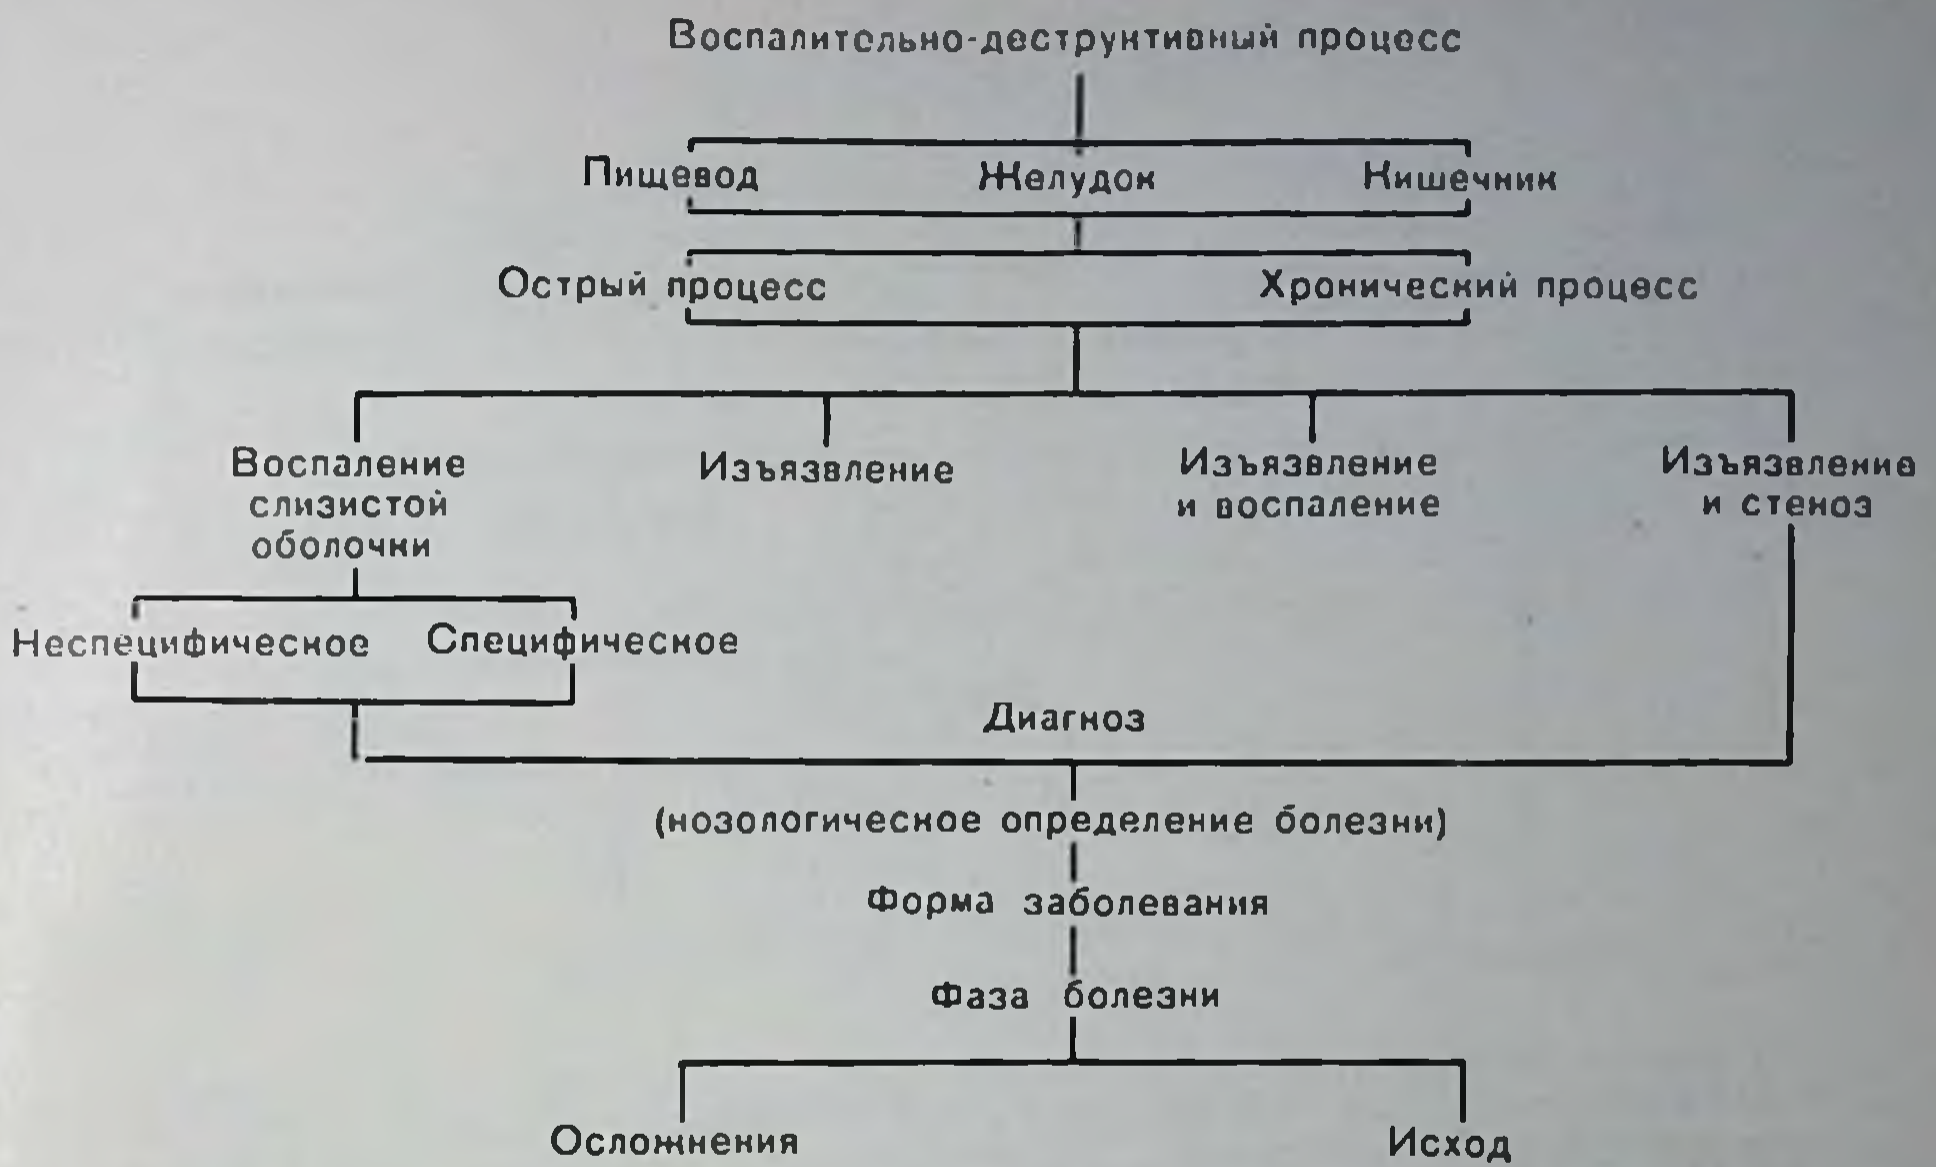 Воспалительно-деструктивный процесс
Пищевод Желудок Кишечник
Острый процесс Хронический процесс
Воспаление
слизистой
оболочки
Изъязвление
Изъязвление
и воспаление
Изъязвление
и стеноз
Неспецифическое Специфическое
Диагноз
(нозологическое определение болезни)
Форма заболевания
Фаза болезни
Осложнения Исход